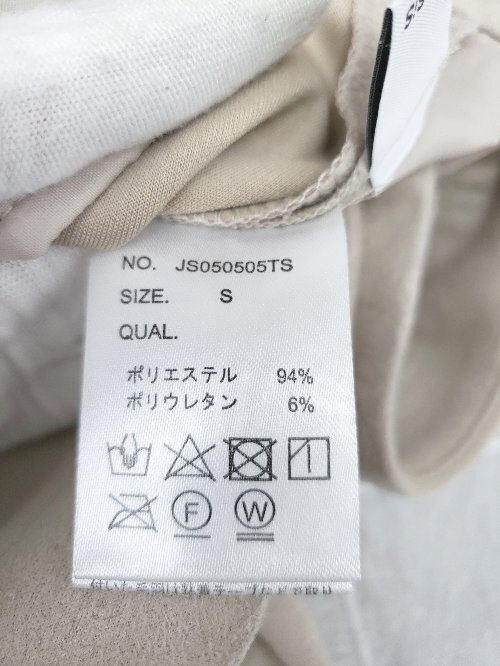 NO. JS050505TS
SIZE. S
QUAL.
ポリエステル 94%
ポリウレタン 6%
F
W